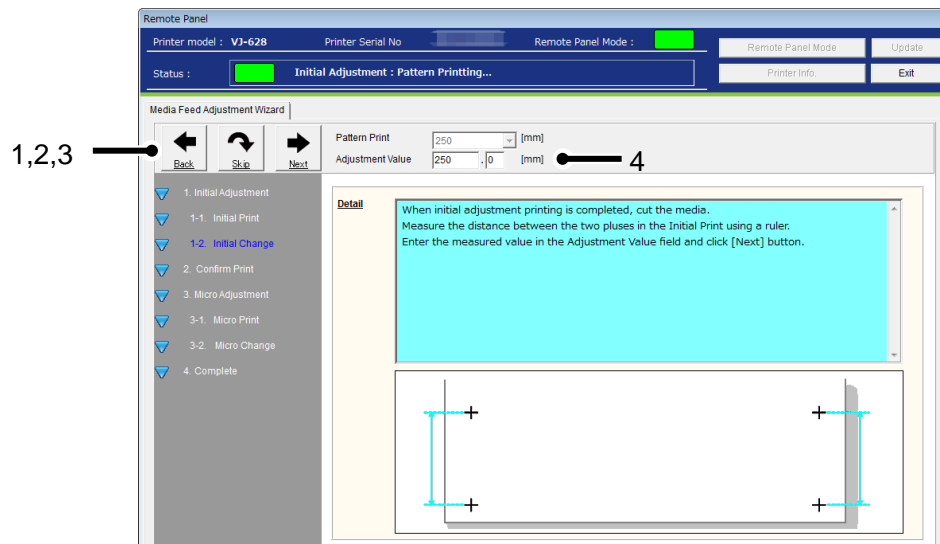 Remote Panel
Printer model : VJ-628 Printer Serial No Remote Panel Mode : Remote Panel Mode Update
Status : Initial Adjustment : Pattern Printting... Printer Info. Exit
Media Feed Adjustment Wizard
1,2,3
Back Skip Next
Pattern Print 250 [mm]
Adjustment Value 250 . 0 [mm] 4
1. Initial Adjustment
1-1. Initial Print
1-2. Initial Change
2. Confirm Print
3. Micro Adjustment
3-1. Micro Print
3-2. Micro Change
4. Complete
Detail
When initial adjustment printing is completed, cut the media.
Measure the distance between the two pluses in the Initial Print using a ruler.
Enter the measured value in the Adjustment Value field and click [Next] button.